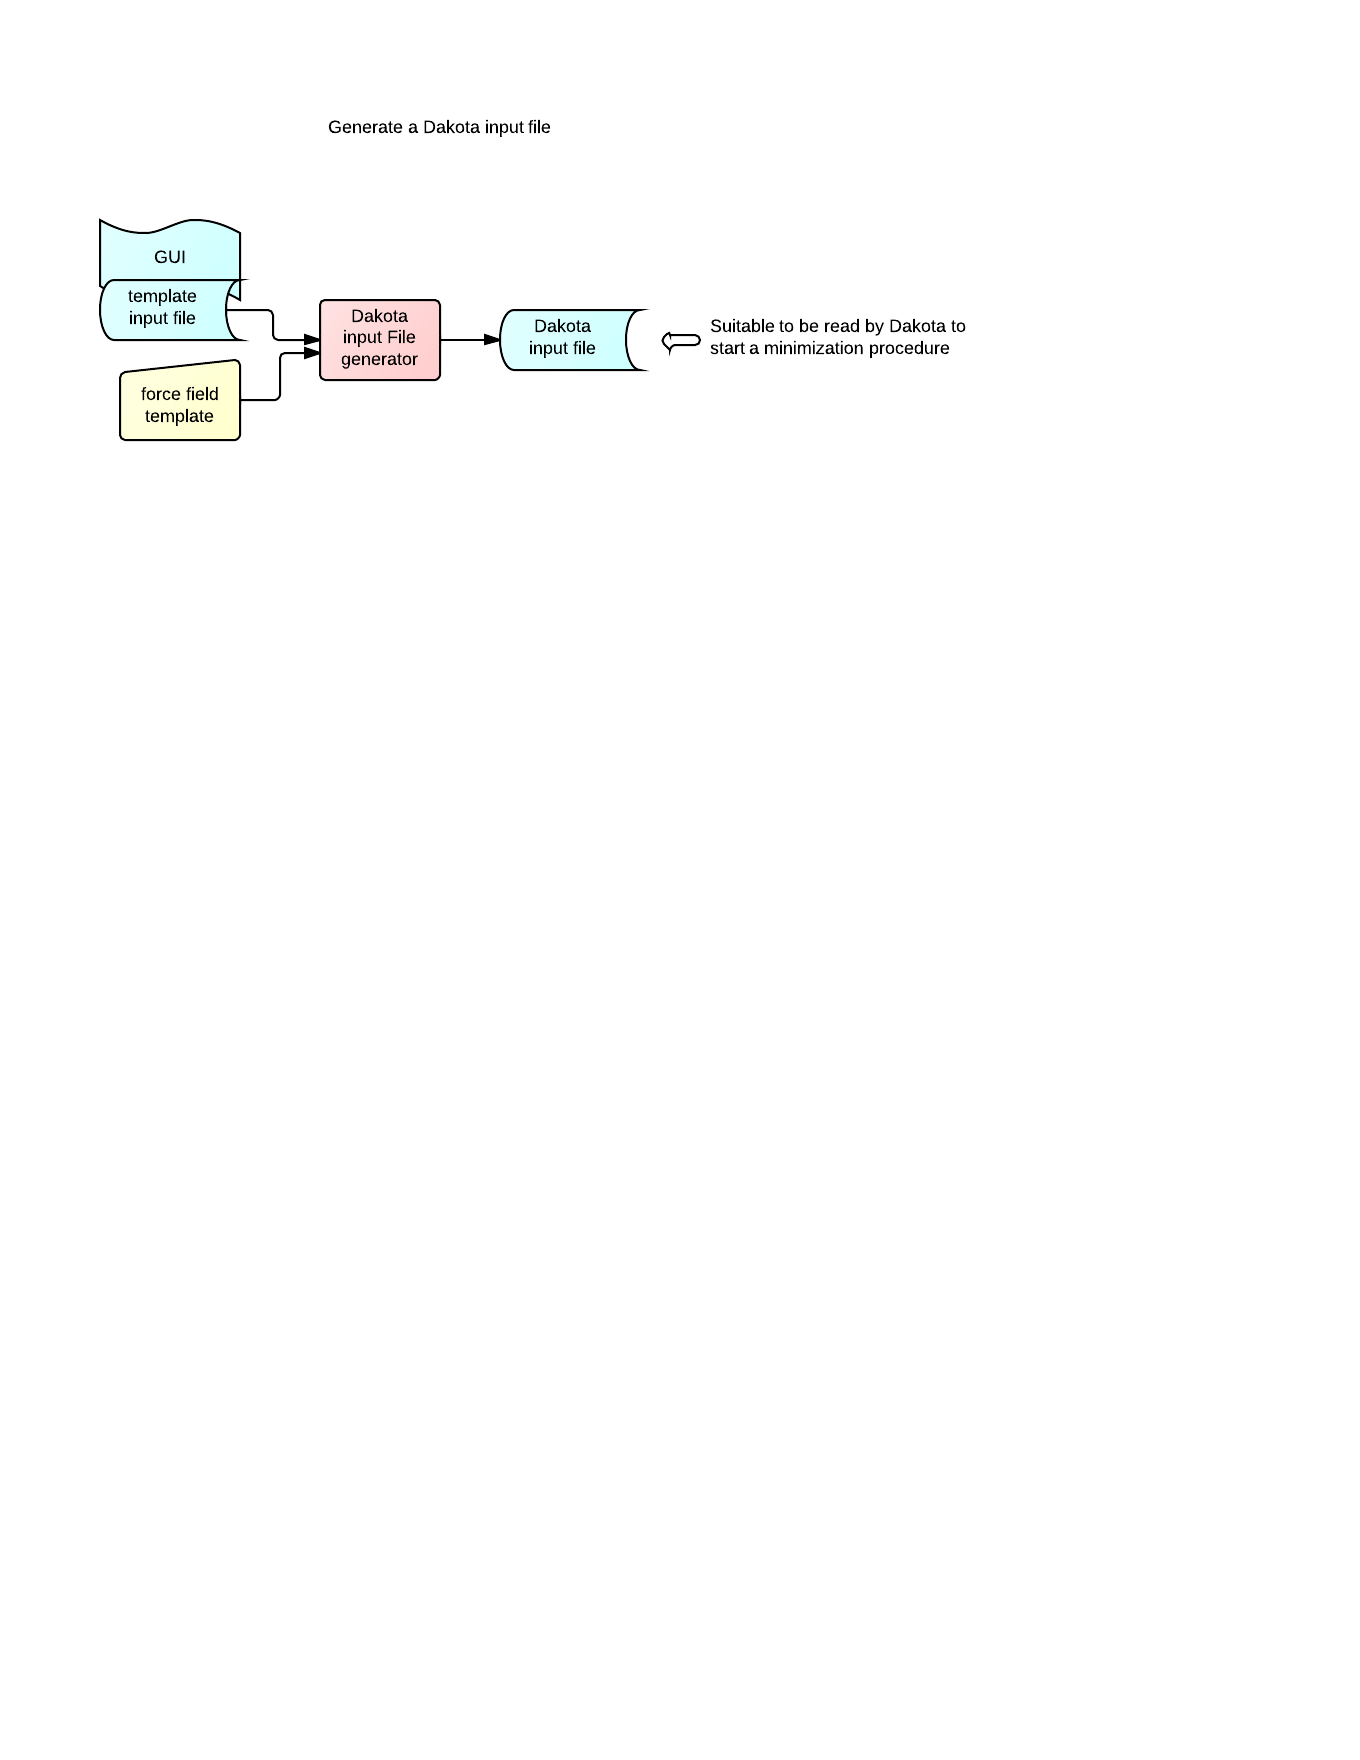 Generate a Dakota input file
GUI
template
input file
force field
template
Dakota
input File
generator
Dakota
input file
Suitable to be read by Dakota to
start a minimization procedure